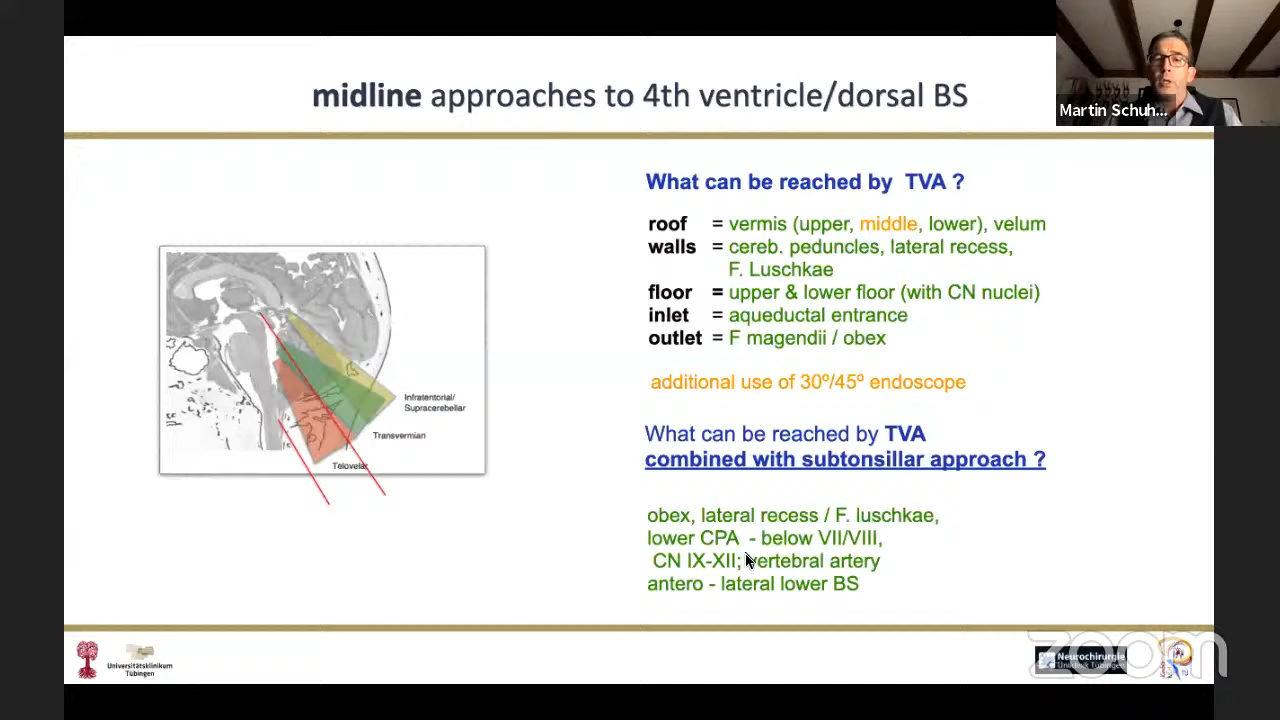 midline approaches to 4th ventricle/dorsal BS
Martin Schuh...
What can be reached by TVA ?
roof = vermis (upper, middle, lower), velum
walls = cereb. peduncles, lateral recess,
F. Luschkae
floor = upper & lower floor (with CN nuclei)
inlet = aqueductal entrance
outlet = F magendii / obex
additional use of 30º/45º endoscope
Infratentorial/
Supracerebellar
Transvermian
Telovelar
What can be reached by TVA
combined with subtonsillar approach ?
obex, lateral recess / F. luschkae,
lower CPA - below VII/VIII,
CN IX-XII; vertebral artery
antero - lateral lower BS
Universitätsklinikum
Tübingen
Neurochirurgie
Uniklinik Tübingen
zoom